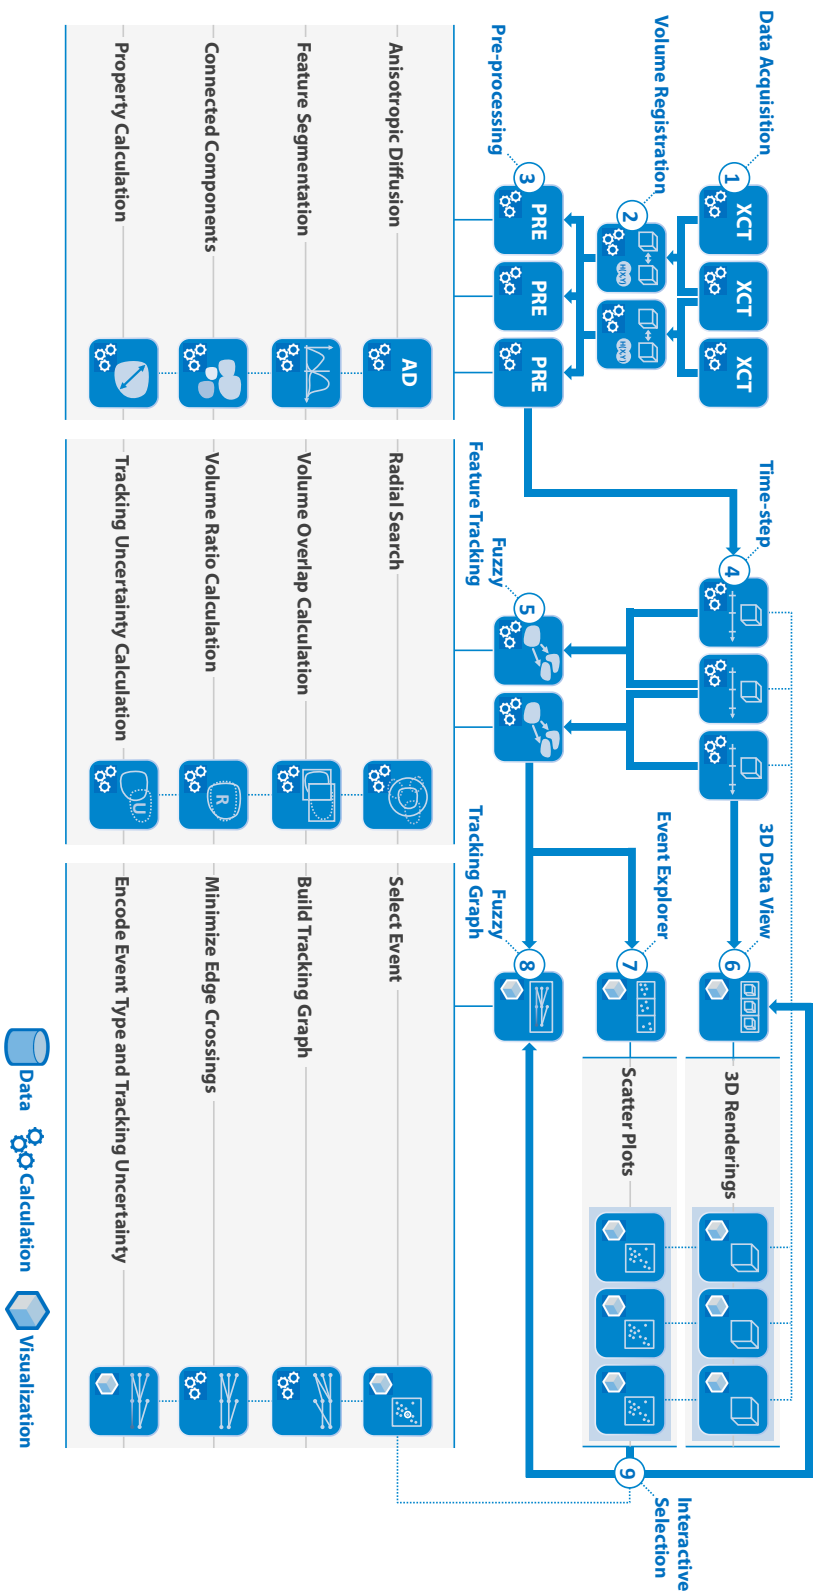 Data Acquisition
1
XCT
XCT
XCT
Volume Registration
2
H(X,Y)
H(X,Y)
Pre-processing
3
PRE
PRE
PRE
Anisotropic Diffusion
AD
Feature Segmentation
Connected Components
Property Calculation
Time-step
4
Fuzzy
Feature Tracking
5
Radial Search
Volume Overlap Calculation
Volume Ratio Calculation
R
Tracking Uncertainty Calculation
U
3D Data View
6
3D Renderings
Event Explorer
7
Scatter Plots
Fuzzy
Tracking Graph
8
Select Event
Build Tracking Graph
Minimize Edge Crossings
Encode Event Type and Tracking Uncertainty
9
Interactive
Selection
Data
Calculation
Visualization